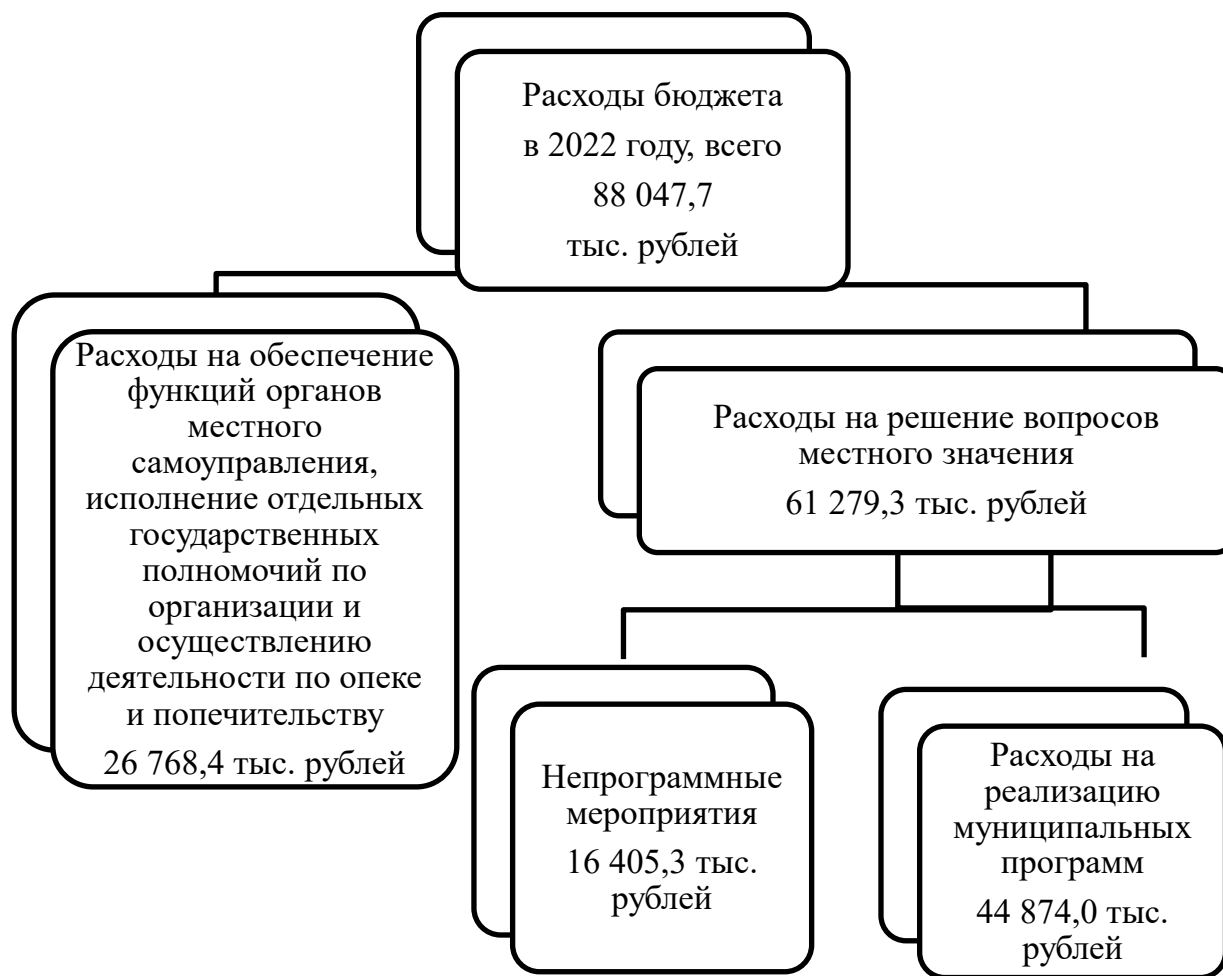 Расходы бюджета
в 2022 году, всего
88 047,7
тыс. рублей
Расходы на обеспечение
функций органов
местного
самоуправления,
исполнение отдельных
государственных
полномочий по
организации и
осуществлению
деятельности по опеке
и попечительству
26 768,4 тыс. рублей
Расходы на решение вопросов
местного значения
61 279,3 тыс. рублей
Непрограммные
мероприятия
16 405,3 тыс.
рублей
Расходы на
реализацию
муниципальных
программ
44 874,0 тыс.
рублей